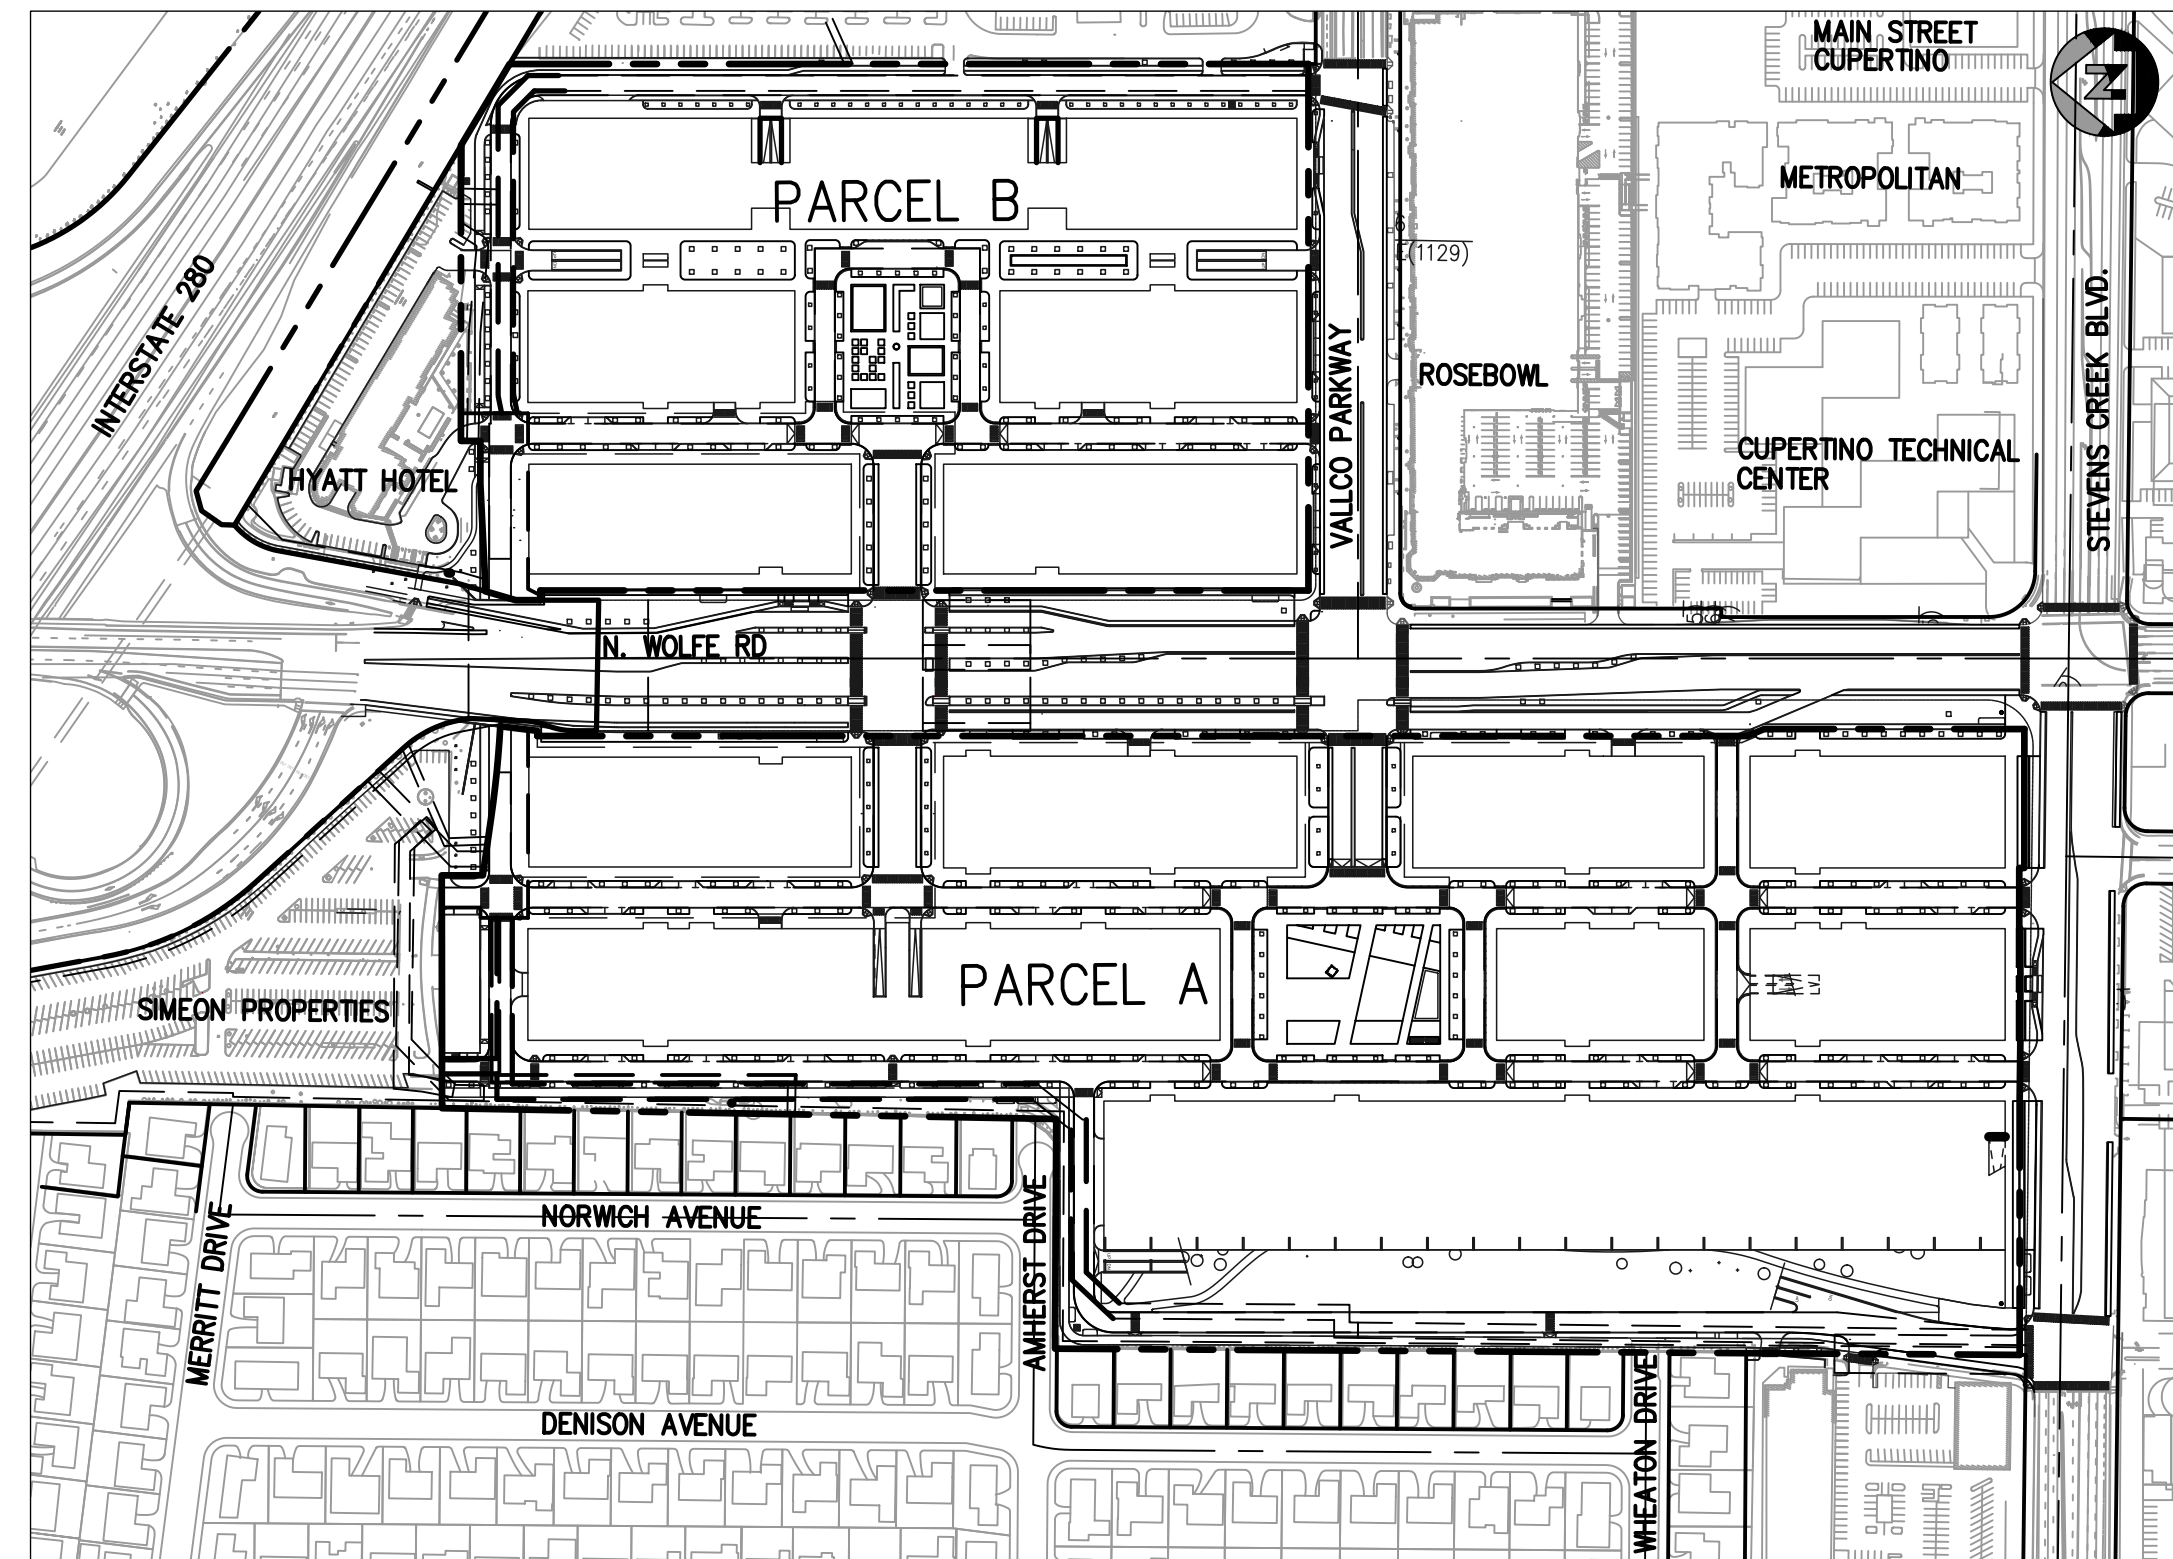 MAIN STREET
CUPERTINO
N
METROPOLITAN
PARCEL B
6
E(1129)
INTERSTATE 280
VALLCO PARKWAY
STEVENS CREEK BLVD.
ROSEBOWL
CUPERTINO TECHNICAL
CENTER
HYATT HOTEL
N. WOLFE RD
PARCEL A
SIMEON PROPERTIES
NORWICH AVENUE
MERRITT DRIVE
AMHERST DRIVE
DENISON AVENUE
WHEATON DRIVE